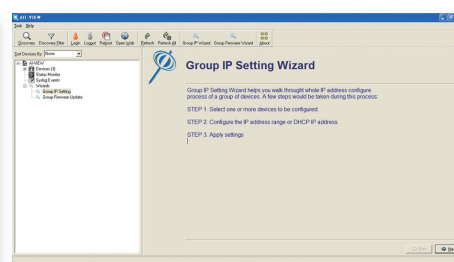 ATI VIEW
Task Help
Discovery Discovery Filter Login Logout Reboot Open Web Refresh Refresh All Group IP Wizard Group Firmware Wizard About
Sort Devices By: None
AtiVIEW
Devices (3)
Status Monitor
Syslog Events
Wizards
Group IP Setting
Group Firmware Update
Group IP Setting Wizard
Group IP Setting Wizard helps you walk throught whole IP address configure
process of a group of devices. A few steps would be taken during this process:
STEP 1. Select one or more devices to be configured.
STEP 2. Configure the IP address range or DHCP IP address
STEP 3. Apply settings